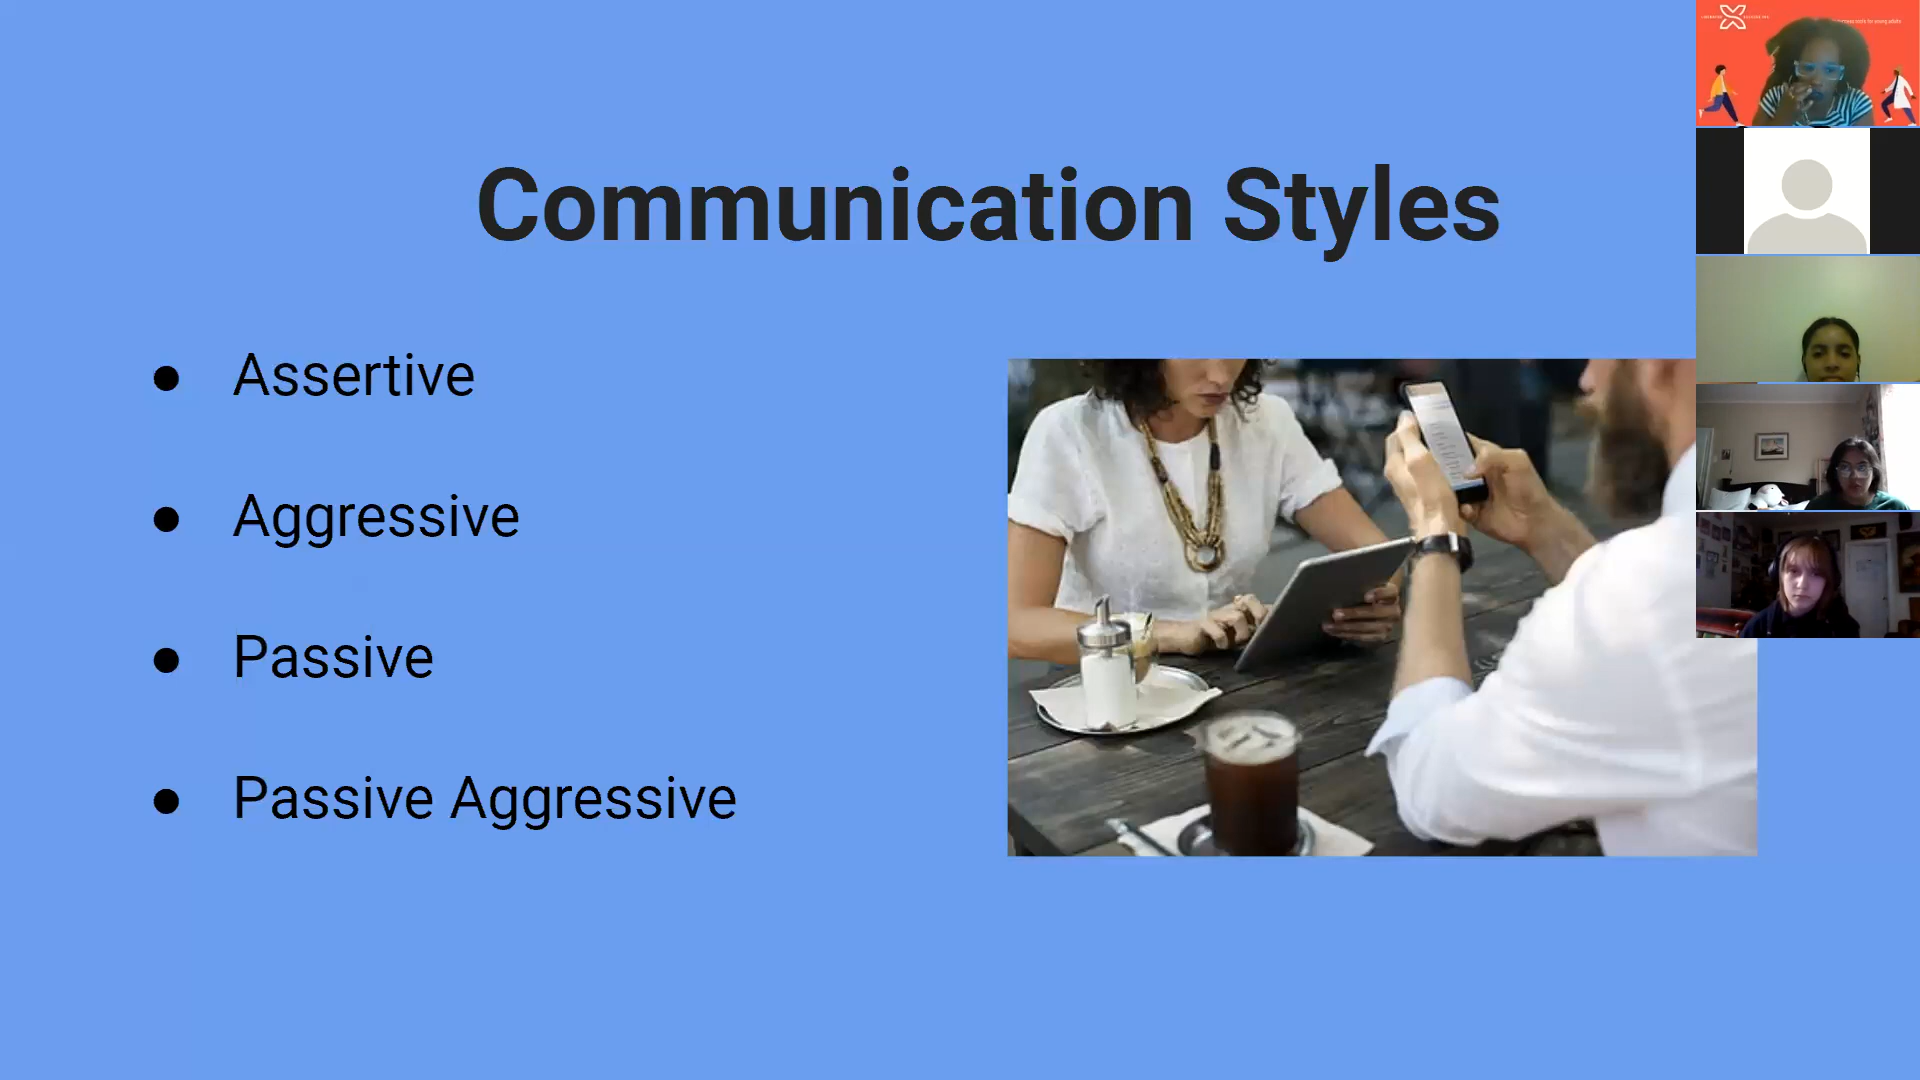 Communication Styles
● Assertive
● Aggressive
● Passive
● Passive Aggressive